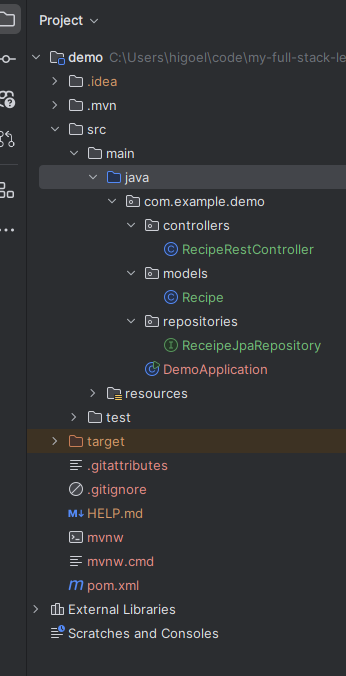 Project
demo C:\Users\higoel\code\my-full-stack-le
.idea
.mvn
src
main
java
com.example.demo
controllers
RecipeRestController
models
Recipe
repositories
ReceipeJpaRepository
DemoApplication
resources
test
target
.gitattributes
.gitignore
M↓ HELP.md
mvnw
mvnw.cmd
m pom.xml
External Libraries
Scratches and Consoles